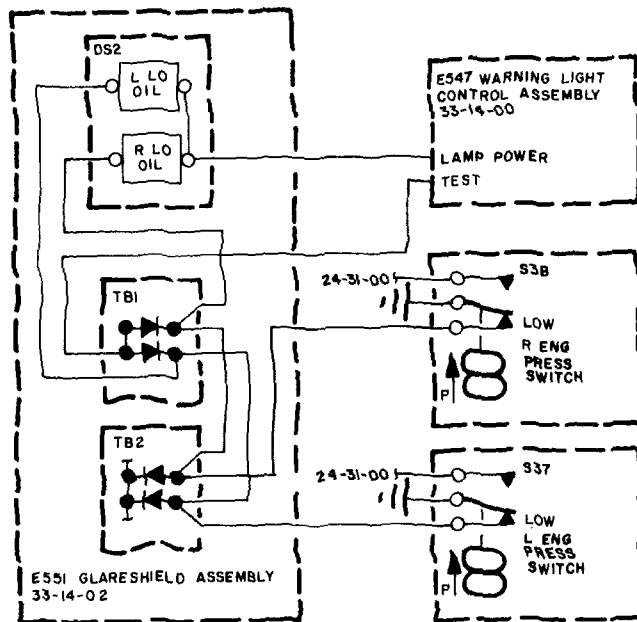 DS2
L LO
OIL
R LO
OIL
E547 WARNING LIGHT
CONTROL ASSEMBLY
33-14-00
LAMP POWER
TEST
TB1
24-31-00
S38
LOW
R ENG
PRESS
SWITCH
P
TB2
24-31-00
S37
LOW
L ENG
PRESS
SWITCH
P
E551 GLARESHIELD ASSEMBLY
33-14-02